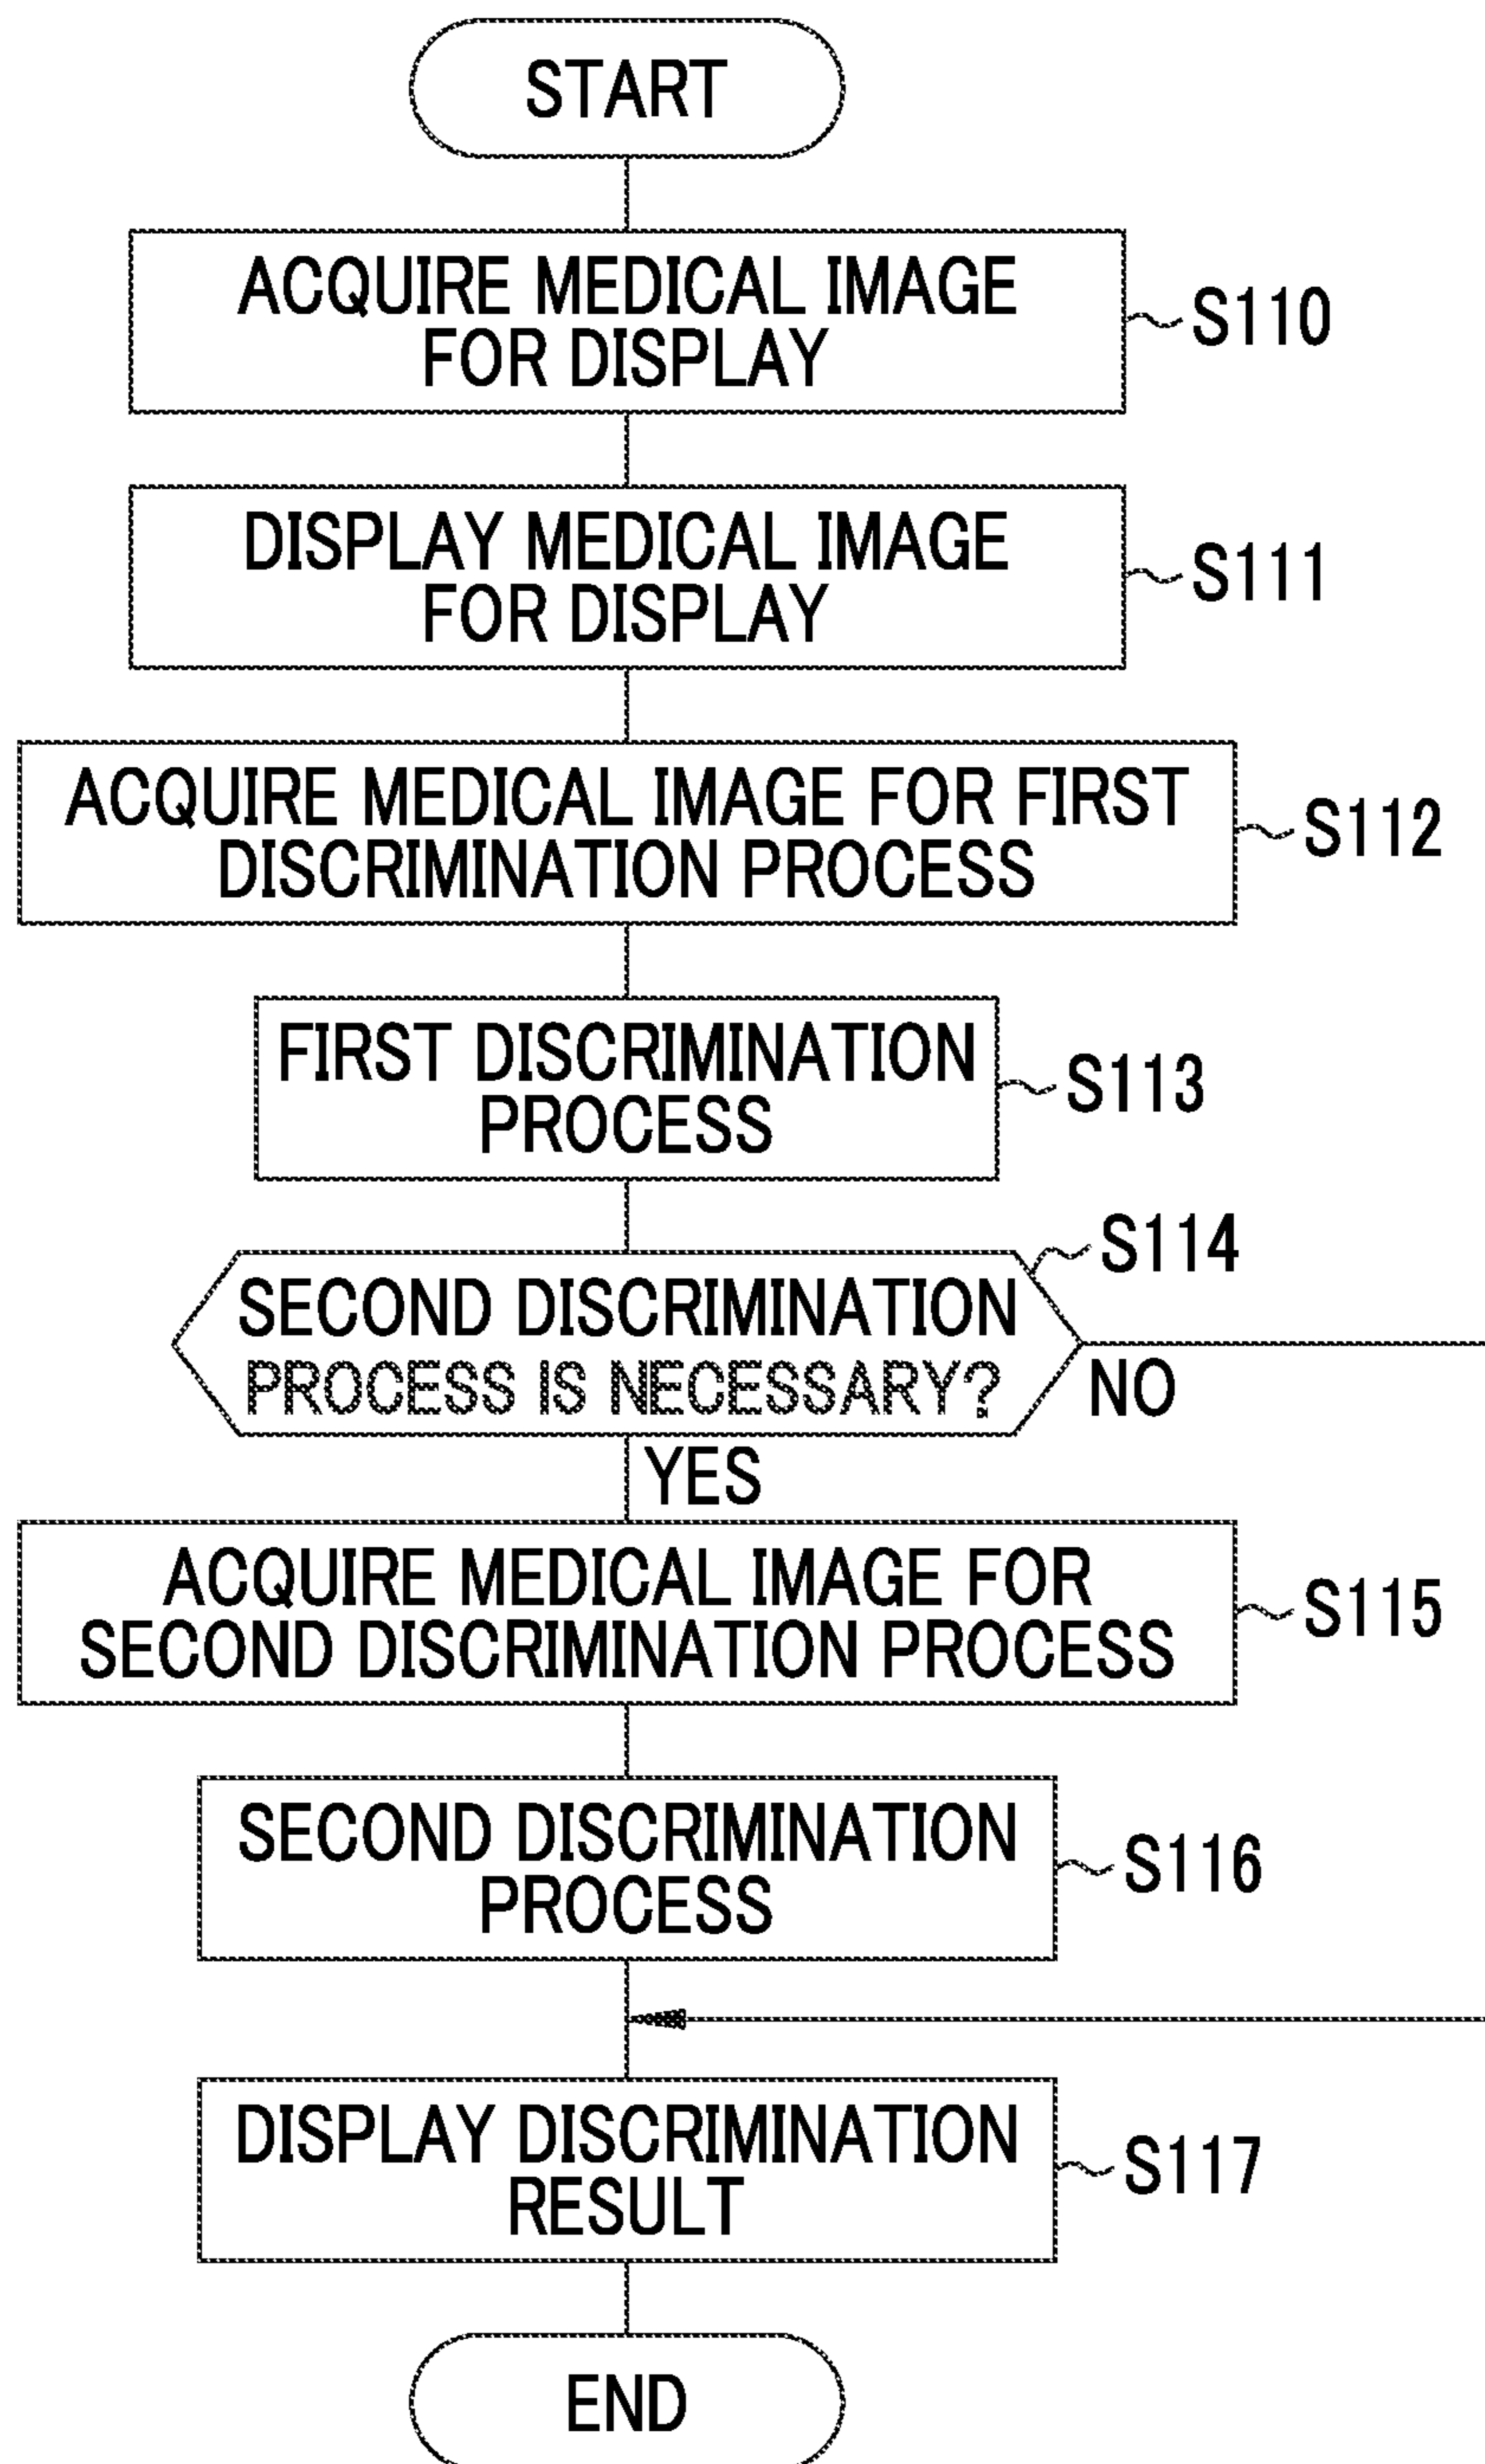 START
ACQUIRE MEDICAL IMAGE
FOR DISPLAY
S110
DISPLAY MEDICAL IMAGE
FOR DISPLAY
S111
ACQUIRE MEDICAL IMAGE FOR FIRST
DISCRIMINATION PROCESS
S112
FIRST DISCRIMINATION
PROCESS
S113
S114
SECOND DISCRIMINATION
PROCESS IS NECESSARY?
NO
YES
ACQUIRE MEDICAL IMAGE FOR
SECOND DISCRIMINATION PROCESS
S115
SECOND DISCRIMINATION
PROCESS
S116
DISPLAY DISCRIMINATION
RESULT
S117
END